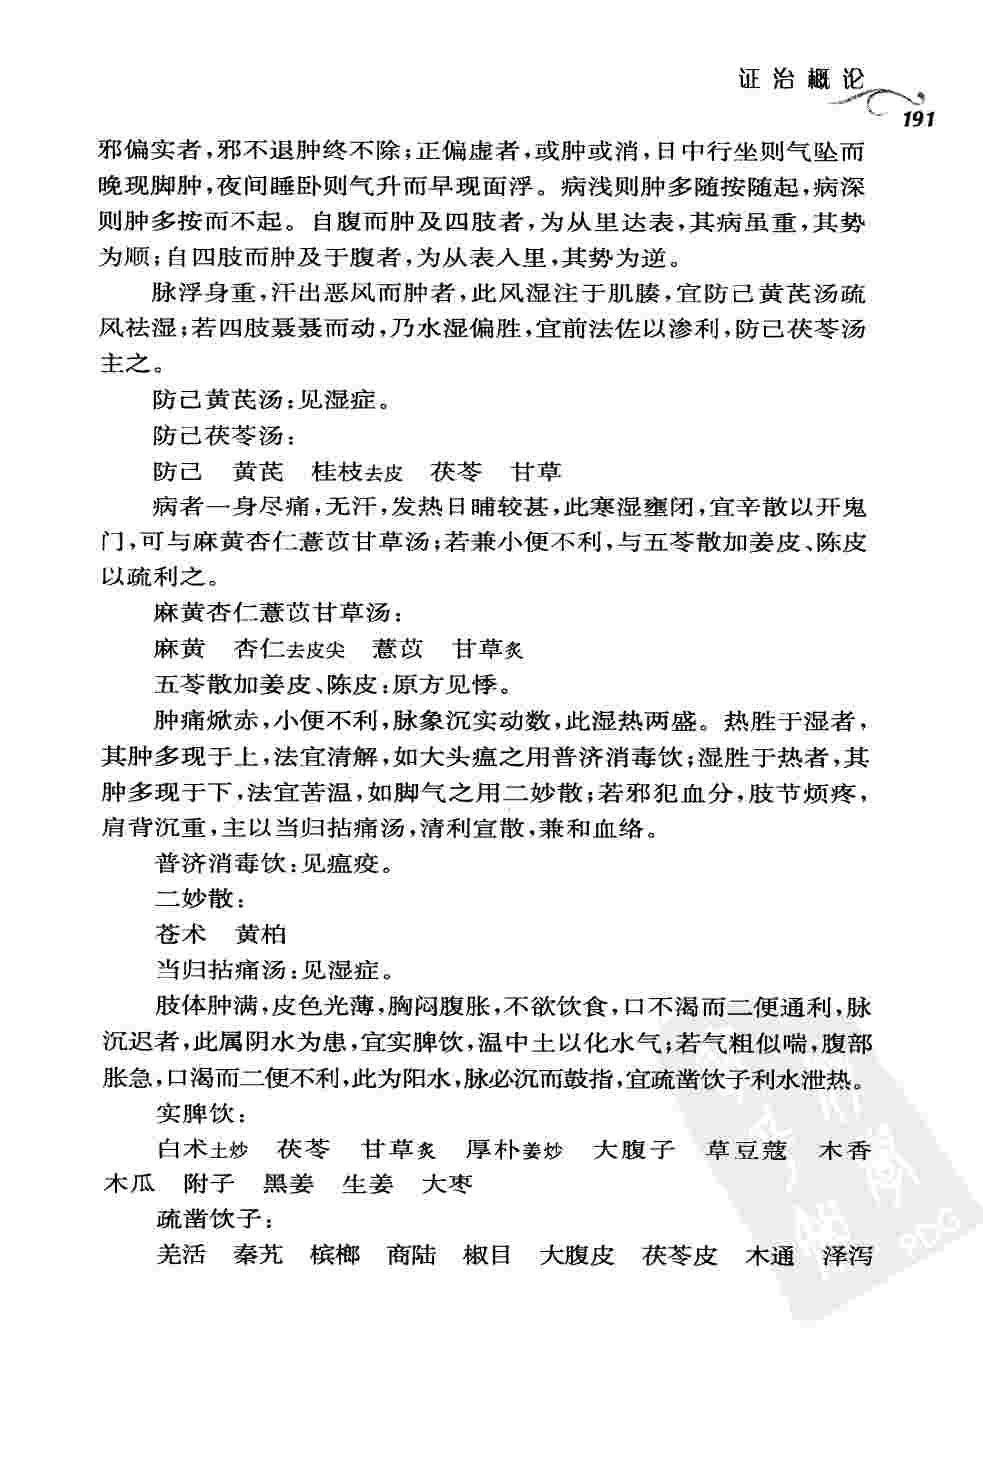 证治概论
191
邪偏实者,邪不退肿终不除;正偏虚者,或肿或消,日中行坐则气坠而
晚现脚肿,夜间睡卧则气升而早现面浮。病浅则肿多随按随起,病深
则肿多按而不起。自腹而肿及四肢者,为从里达表,其病虽重,其势
为顺;自四肢而肿及于腹者,为从表入里,其势为逆。
脉浮身重,汗出恶风而肿者,此风湿注于肌腠,宜防己黄芪汤疏
风祛湿;若四肢聂聂而动,乃水湿偏胜,宜前法佐以渗利,防己茯苓汤
主之。
防己黄芪汤:见湿症。
防己茯苓汤:
防己 黄芪 桂枝去皮 茯苓 甘草
病者一身尽痛,无汗,发热日晡较甚,此寒湿壅闭,宜辛散以开鬼
门,可与麻黄杏仁薏苡甘草汤;若兼小便不利,与五苓散加姜皮、陈皮
以疏利之。
麻黄杏仁薏苡甘草汤:
麻黄 杏仁去皮尖 薏苡 甘草炙
五苓散加姜皮、陈皮:原方见悸。
肿痛焮赤,小便不利,脉象沉实动数,此湿热两盛。热胜于湿者,
其肿多现于上,法宜清解,如大头瘟之用普济消毒饮;湿胜于热者,其
肿多现于下,法宜苦温,如脚气之用二妙散;若邪犯血分,肢节烦疼,
肩背沉重,主以当归拈痛汤,清利宣散,兼和血络。
普济消毒饮:见瘟疫。
二妙散:
苍术 黄柏
当归拈痛汤:见湿症。
肢体肿满,皮色光薄,胸闷腹胀,不欲饮食,口不渴而二便通利,脉
沉迟者,此属阴水为患,宜实脾饮,温中土以化水气;若气粗似喘,腹部
胀急,口渴而二便不利,此为阳水,脉必沉而鼓指,宜疏凿饮子利水泄热。
实脾饮:
白术土炒 茯苓 甘草炙 厚朴姜炒 大腹子 草豆蔻 木香
木瓜 附子 黑姜 生姜 大枣
疏凿饮子:
羌活 秦艽 槟榔 商陆 椒目 大腹皮 茯苓皮 木通 泽泻
PDG